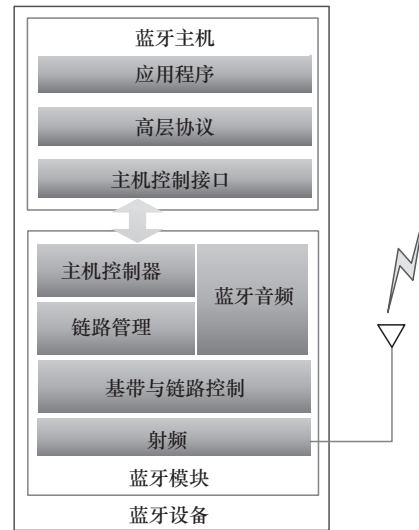 蓝牙主机
应用程序
高层协议
主机控制接口
主机控制器
蓝牙音频
链路管理
基带与链路控制
射频
蓝牙模块
蓝牙设备